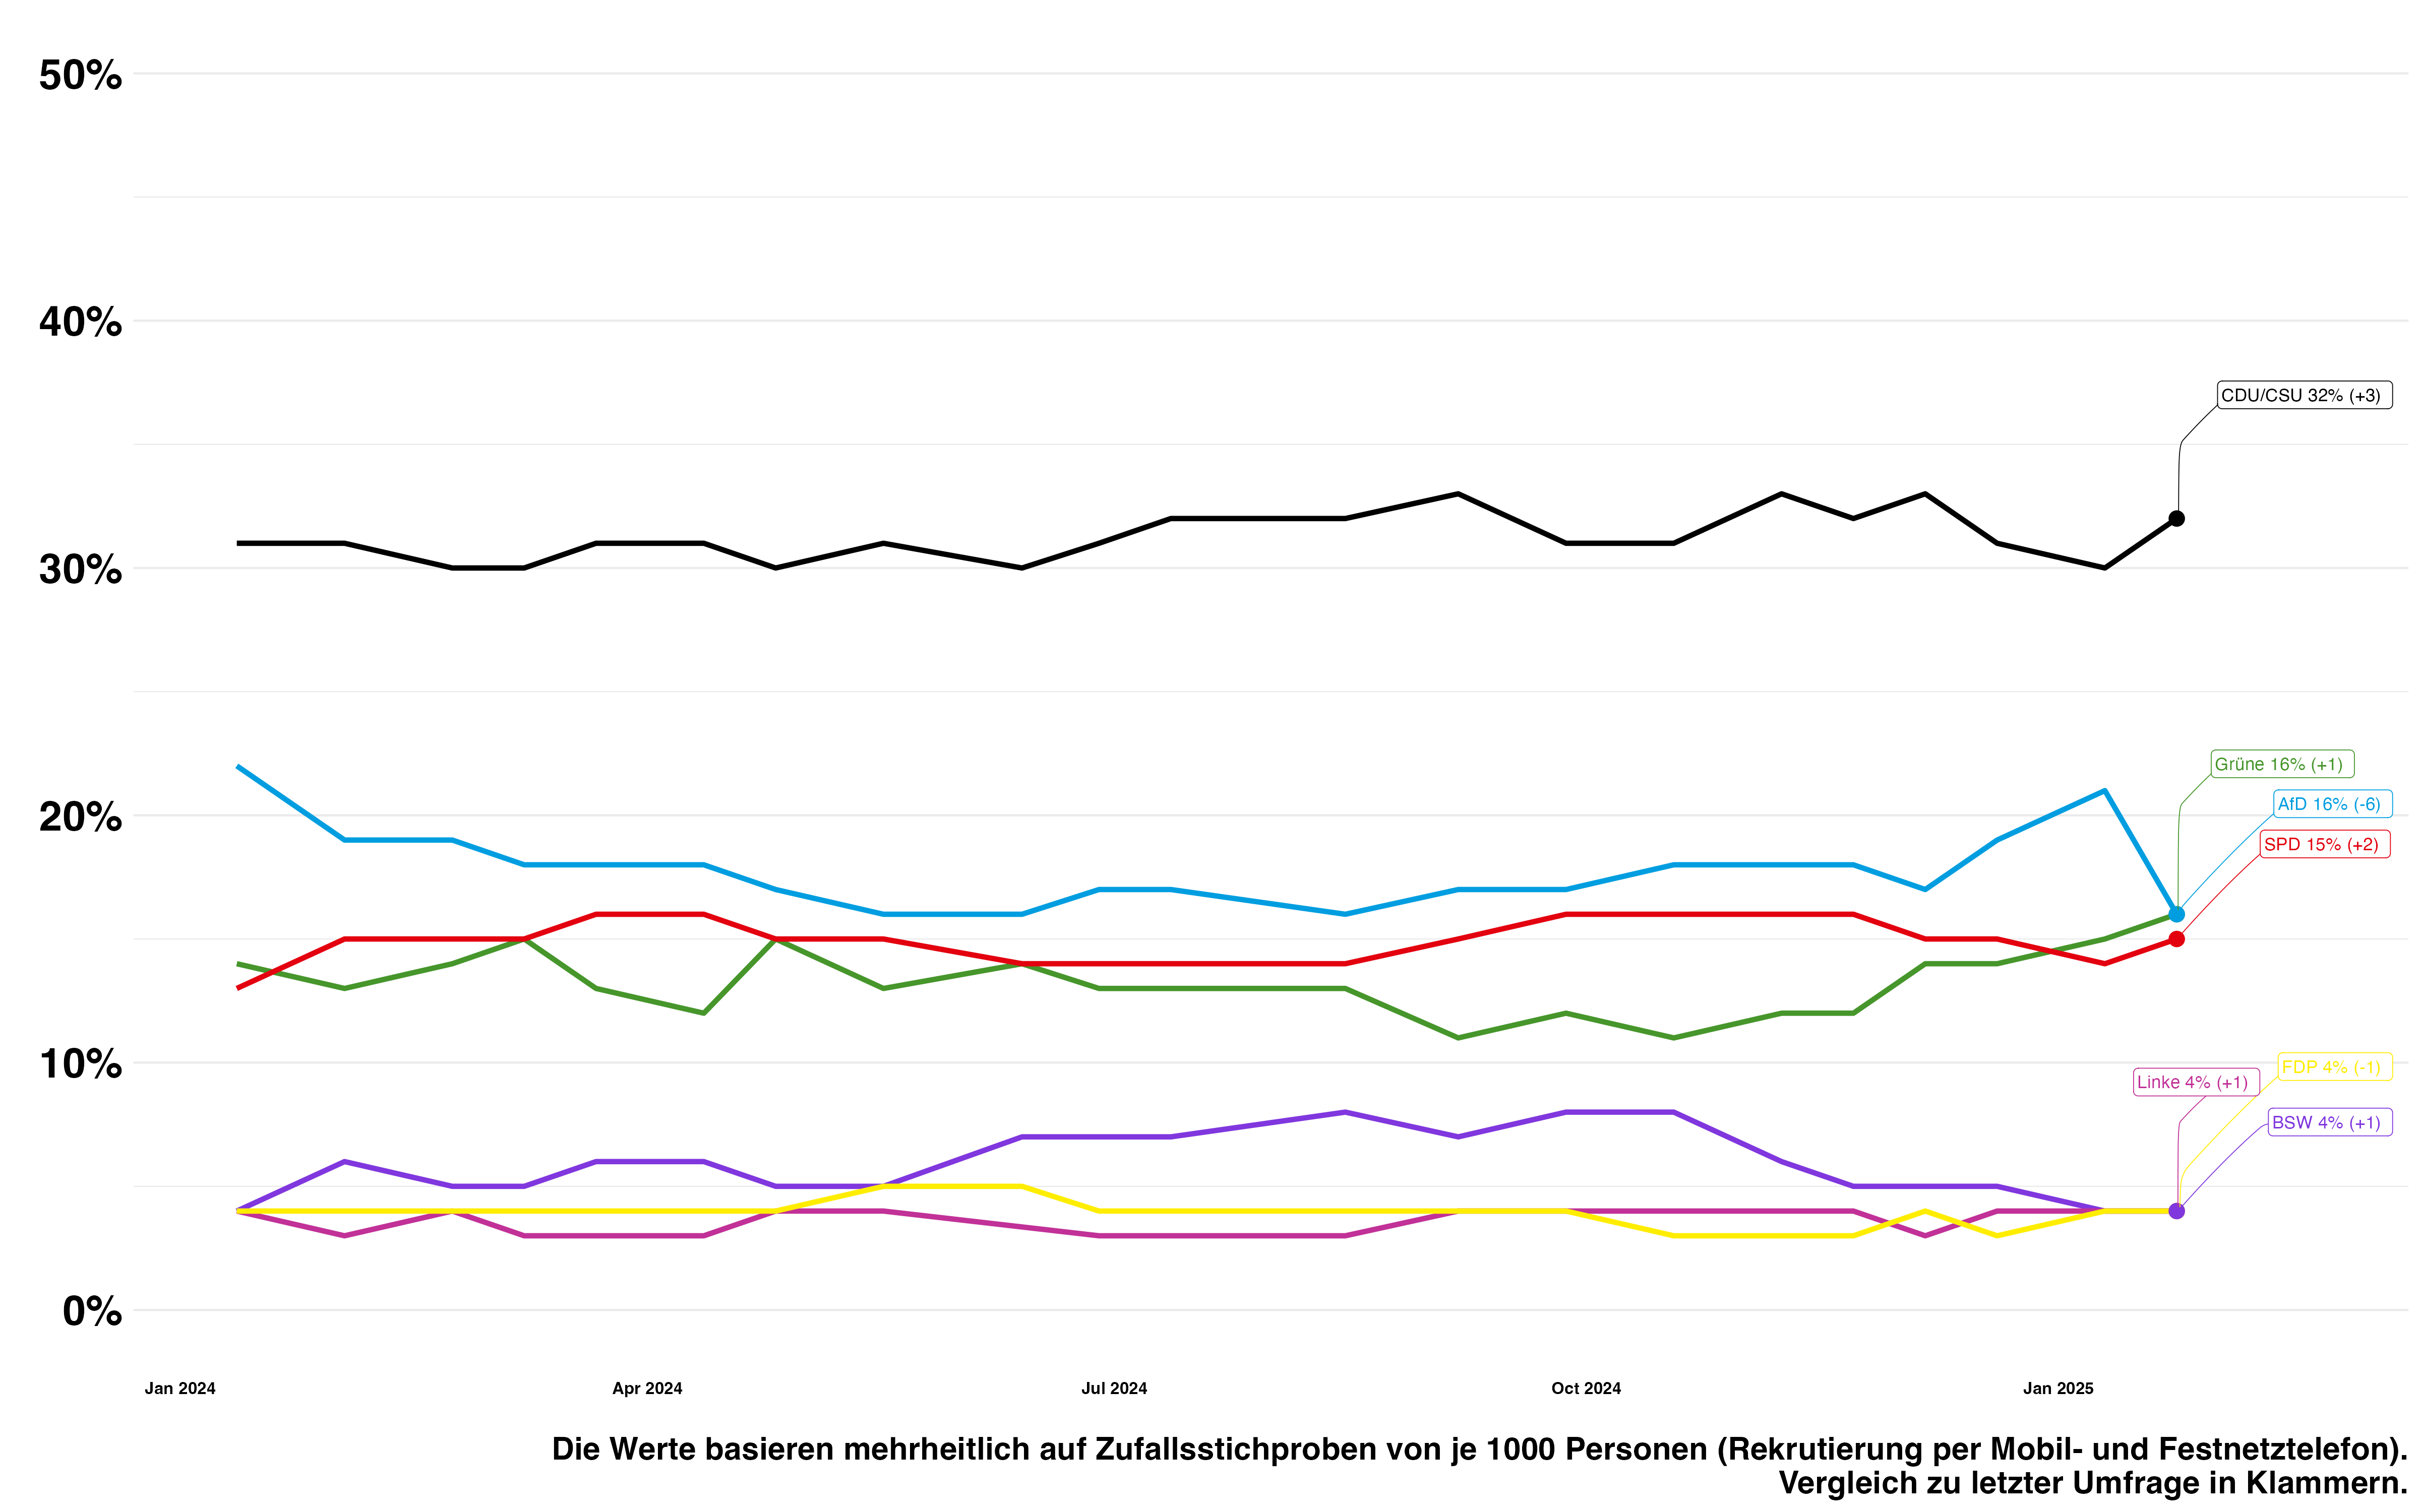 50%
40%
CDU/CSU 32% (+3)
30%
Grüne 16% (+1)
AfD 16% (-6)
20%
SPD 15% (+2)
10%
FDP 4% (-1)
Linke 4% (+1)
BSW 4% (+1)
0%
Jan 2024 Apr 2024 Jul 2024 Oct 2024 Jan 2025
Die Werte basieren mehrheitlich auf Zufallsstichproben von je 1000 Personen (Rekrutierung per Mobil- und Festnetztelefon).
Vergleich zu letzter Umfrage in Klammern.